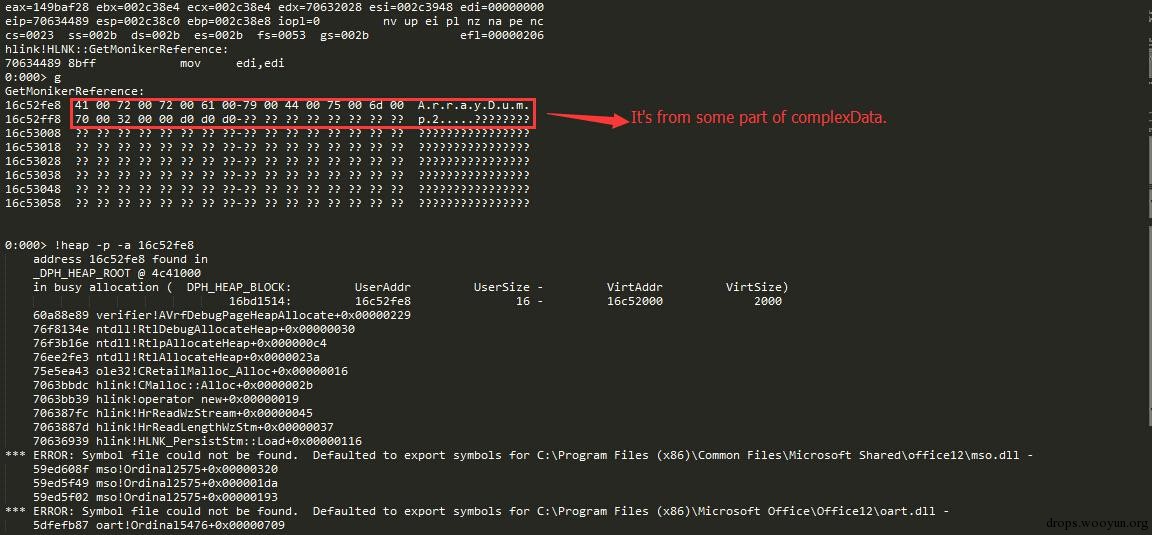 eax=149baf28 ebx=002c38e4 ecx=002c38e4 edx=70632028 esi=002c3948 edi=00000000
eip=70634489 esp=002c38c0 ebp=002c38e8 iopl=0         nv up ei pl nz na pe nc
cs=0023  ss=002b  ds=002b  es=002b  fs=0053  gs=002b             efl=00000206
hlink!HLNK::GetMonikerReference:
70634489 8bff            mov     edi,edi
0:000> g
GetMonikerReference:
16c52fe8  41 00 72 00 72 00 61 00-79 00 44 00 75 00 6d 00  A.r.r.a.y.D.u.m.
16c52ff8  70 00 32 00 00 d0 d0 d0-?? ?? ?? ?? ?? ?? ?? ??  p.2.....????????
16c53008  ?? ?? ?? ?? ?? ?? ?? ??-?? ?? ?? ?? ?? ?? ?? ??  ????????????????
16c53018  ?? ?? ?? ?? ?? ?? ?? ??-?? ?? ?? ?? ?? ?? ?? ??  ????????????????
16c53028  ?? ?? ?? ?? ?? ?? ?? ??-?? ?? ?? ?? ?? ?? ?? ??  ????????????????
16c53038  ?? ?? ?? ?? ?? ?? ?? ??-?? ?? ?? ?? ?? ?? ?? ??  ????????????????
16c53048  ?? ?? ?? ?? ?? ?? ?? ??-?? ?? ?? ?? ?? ?? ?? ??  ????????????????
16c53058  ?? ?? ?? ?? ?? ?? ?? ??-?? ?? ?? ?? ?? ?? ?? ??  ????????????????
It's from some part of complexData.
0:000> !heap -p -a 16c52fe8
address 16c52fe8 found in
_DPH_HEAP_ROOT @ 4c41000
in busy allocation (  DPH_HEAP_BLOCK:         UserAddr         UserSize -         VirtAddr         VirtSize)
16bd1514:         16c52fe8               16 -         16c52000             2000
60a88e89 verifier!AVrfDebugPageHeapAllocate+0x00000229
76f8134e ntdll!RtlDebugAllocateHeap+0x00000030
76f3b16e ntdll!RtlpAllocateHeap+0x000000c4
76ee2fe3 ntdll!RtlAllocateHeap+0x0000023a
75e5ea43 ole32!CRetailMalloc_Alloc+0x00000016
7063bbdc hlink!CMalloc::Alloc+0x0000002b
7063bb39 hlink!operator new+0x00000019
706387fc hlink!HrReadWzStream+0x00000045
7063887d hlink!HrReadLengthWzStm+0x00000037
70636939 hlink!HLNK_PersistStm::Load+0x00000116
*** ERROR: Symbol file could not be found.  Defaulted to export symbols for C:\Program Files (x86)\Common Files\Microsoft Shared\office12\mso.dll -
59ed608f mso!Ordinal2575+0x00000320
59ed5f49 mso!Ordinal2575+0x000001da
59ed5f02 mso!Ordinal2575+0x00000193
*** ERROR: Symbol file could not be found.  Defaulted to export symbols for C:\Program Files (x86)\Microsoft Office\Office12\oart.dll -
5dfefb87 oart!Ordinal5476+0x00000709
drops.wooyun.org